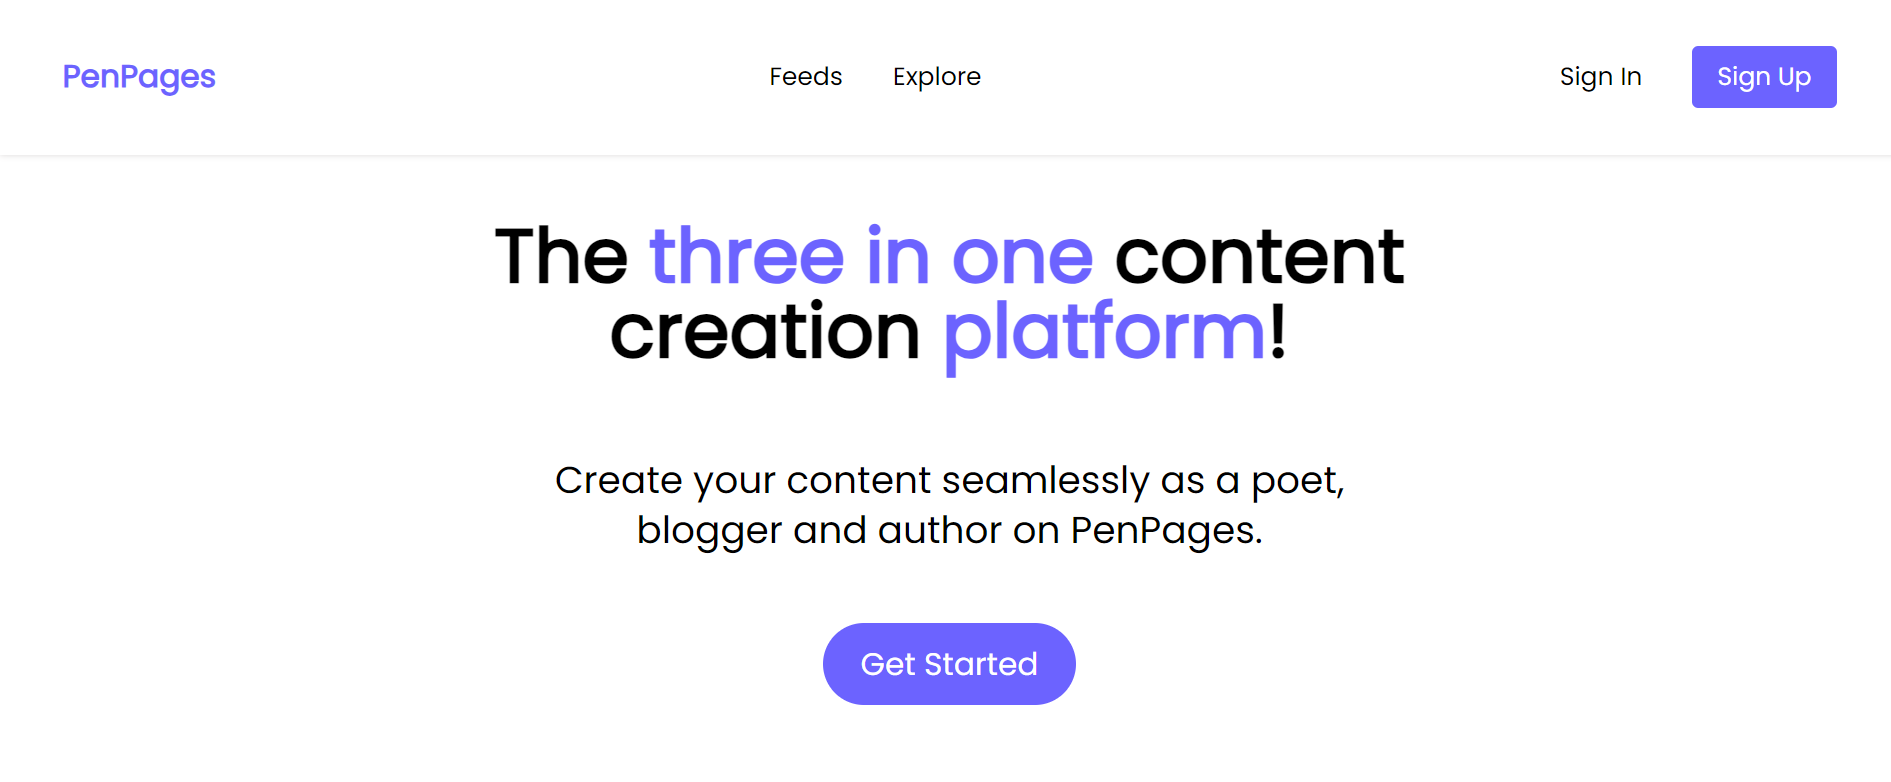 PenPages
Feeds
Explore
Sign In
Sign Up
The three in one content
creation platform!
Create your content seamlessly as a poet,
blogger and author on PenPages.
Get Started